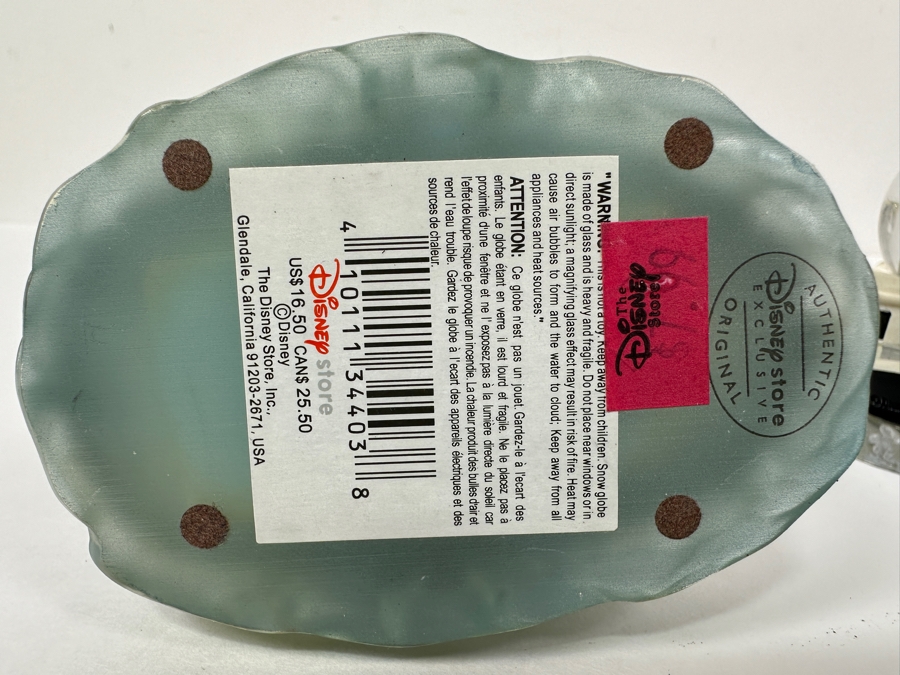 "WARN is not a toy. Keep away from children. Snow globe
is made of glass and is heavy and fragile. Do not place near windows or in
direct sunlight; a magnifying glass effect may result in risk of fire. Heat may
cause air bubbles to form and the water to cloud; Keep away from all
appliances and heat sources."
ATTENTION: Ce globe n'est pas un jouet. Gardez-le à l'ecart des
enfants. Le globe étant en verre, il est lourd et fragile. Ne le placez pas à
proximité d'une fenêtre et ne l' exposez pas à la lumière directe du soleil car
l'effet de loupe risque de provoquer un incendie. La chaleur produit des bulles d'air et
rend l'eau trouble. Gardez le globe à l'ecart des appareils électriques et des
sources de chaleur.
4 10111 34403 8
Disney store
US$ 16.50 CAN$ 25.50
©Disney
The Disney Store, Inc.,
Glendale, California 91203-2671, USA
The
Disney
Store
AUTHENTIC
Disney store
EXCLUSIVE
ORIGINAL